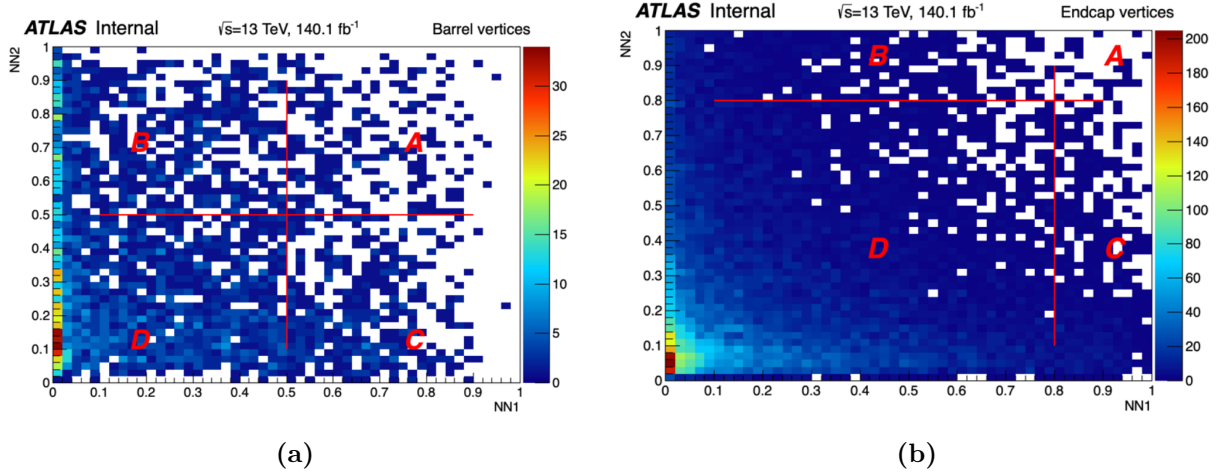 ATLAS Internal √s=13 TeV, 140.1 fb⁻¹ Barrel vertices
NN2
1
0.9
0.8
0.7
0.6
0.5
0.4
0.3
0.2
0.1
0
B
A
D
C
0 0.1 0.2 0.3 0.4 0.5 0.6 0.7 0.8 0.9 1
NN1
30
25
20
15
10
5
0
(a)
ATLAS Internal √s=13 TeV, 140.1 fb⁻¹ Endcap vertices
NN2
1
0.9
0.8
0.7
0.6
0.5
0.4
0.3
0.2
0.1
0
B
A
D
C
0 0.1 0.2 0.3 0.4 0.5 0.6 0.7 0.8 0.9 1
NN1
200
180
160
140
120
100
80
60
40
20
0
(b)